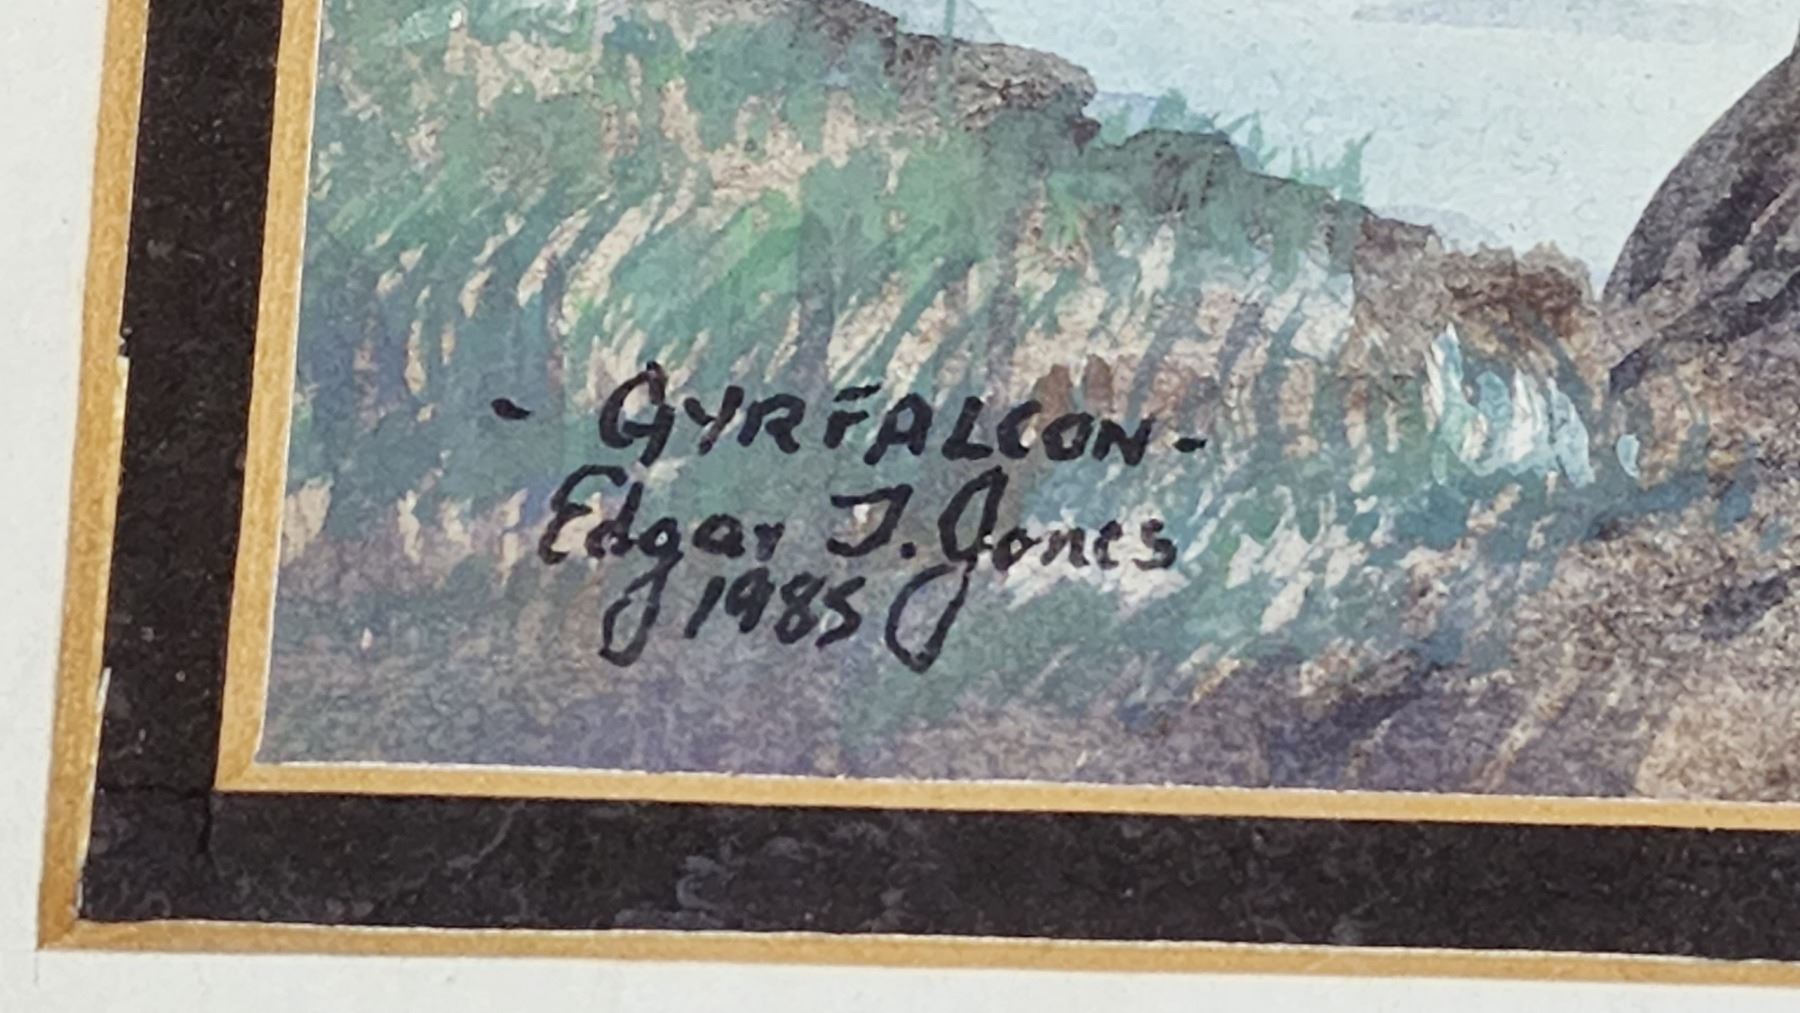 - GYRFALCON -
Edgar J. Jones
1985